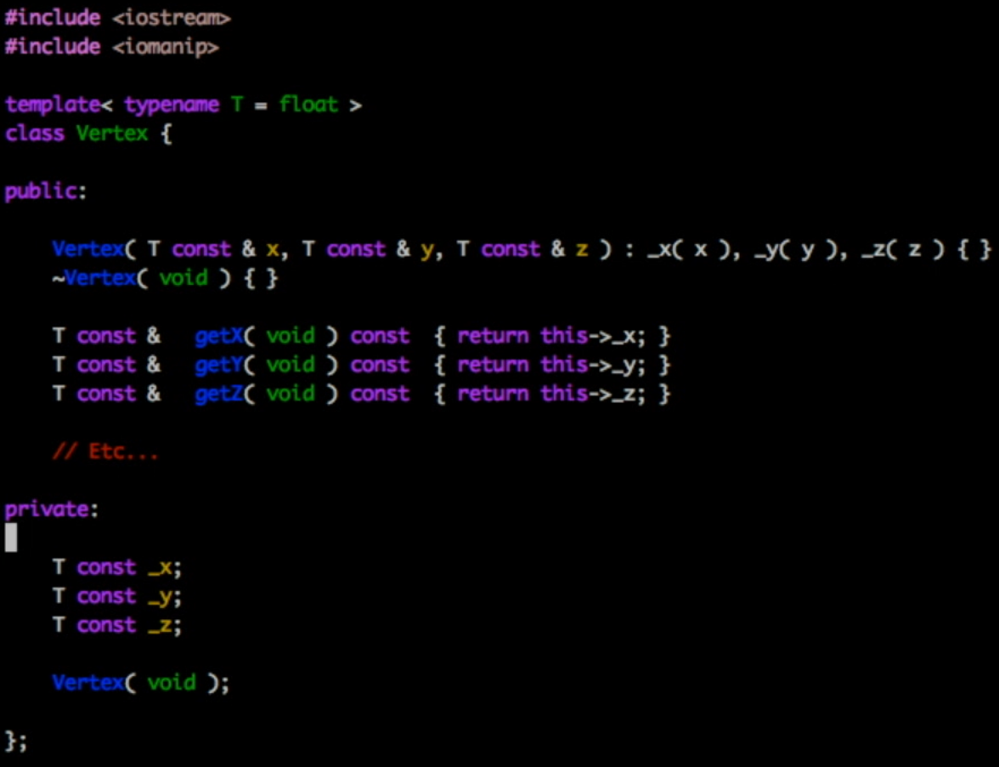 #include <iostream>
#include <iomanip>
template< typename T = float >
class Vertex {
public:
Vertex( T const & x, T const & y, T const & z ) : _x( x ), _y( y ), _z( z ) { }
~Vertex( void ) { }
T const &   getX( void ) const  { return this->_x; }
T const &   getY( void ) const  { return this->_y; }
T const &   getZ( void ) const  { return this->_z; }
// Etc...
private:
T const _x;
T const _y;
T const _z;
Vertex( void );
};